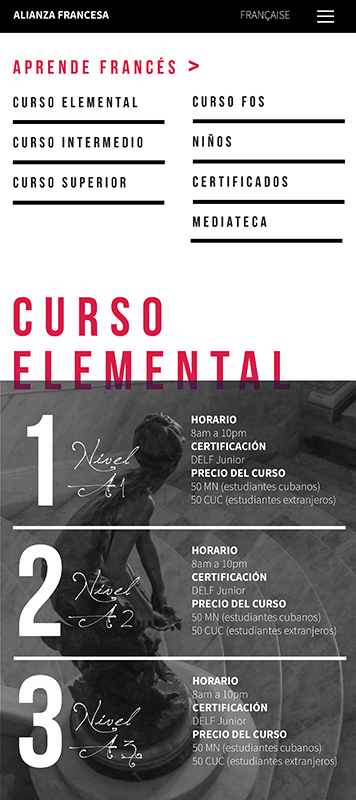 ALIANZA FRANCESA
FRANÇAISE
APRENDE FRANCÉS >
CURSO ELEMENTAL
CURSO INTERMEDIO
CURSO SUPERIOR
CURSO FOS
NIÑOS
CERTIFICADOS
MEDIATECA
CURSO
ELEMENTAL
1
Nivel
A1
HORARIO
8am a 10pm
CERTIFICACIÓN
DELF Junior
PRECIO DEL CURSO
50 MN (estudiantes cubanos)
50 CUC (estudiantes extranjeros)
2
Nivel
A2
HORARIO
8am a 10pm
CERTIFICACIÓN
DELF Junior
PRECIO DEL CURSO
50 MN (estudiantes cubanos)
50 CUC (estudiantes extranjeros)
3
Nivel
A3
HORARIO
8am a 10pm
CERTIFICACIÓN
DELF Junior
PRECIO DEL CURSO
50 MN (estudiantes cubanos)
50 CUC (estudiantes extranjeros)